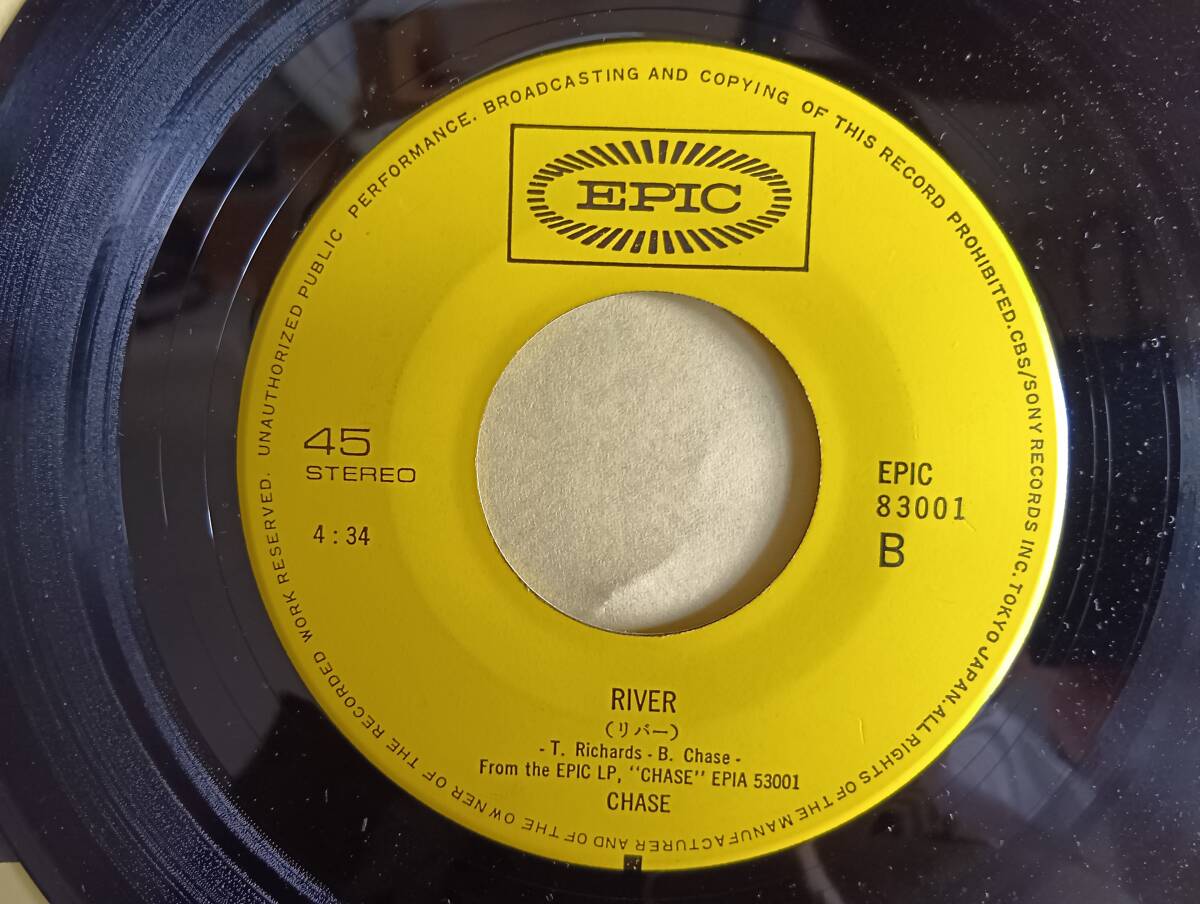 UNAUTHORIZED PUBLIC PERFORMANCE. BROADCASTING AND COPYING OF THIS RECORD PROHIBITED. CBS/SONY RECORDS INC. TOKYO JAPAN. ALL RIGHTS OF THE MANUFACTURER AND OF THE OWNER OF THE RECORDED WORK RESERVED.
EPIC
45
STEREO
4:34
EPIC
83001
B
RIVER
(リバー)
- T. Richards - B. Chase -
From the EPIC LP, "CHASE" EPIA 53001
CHASE